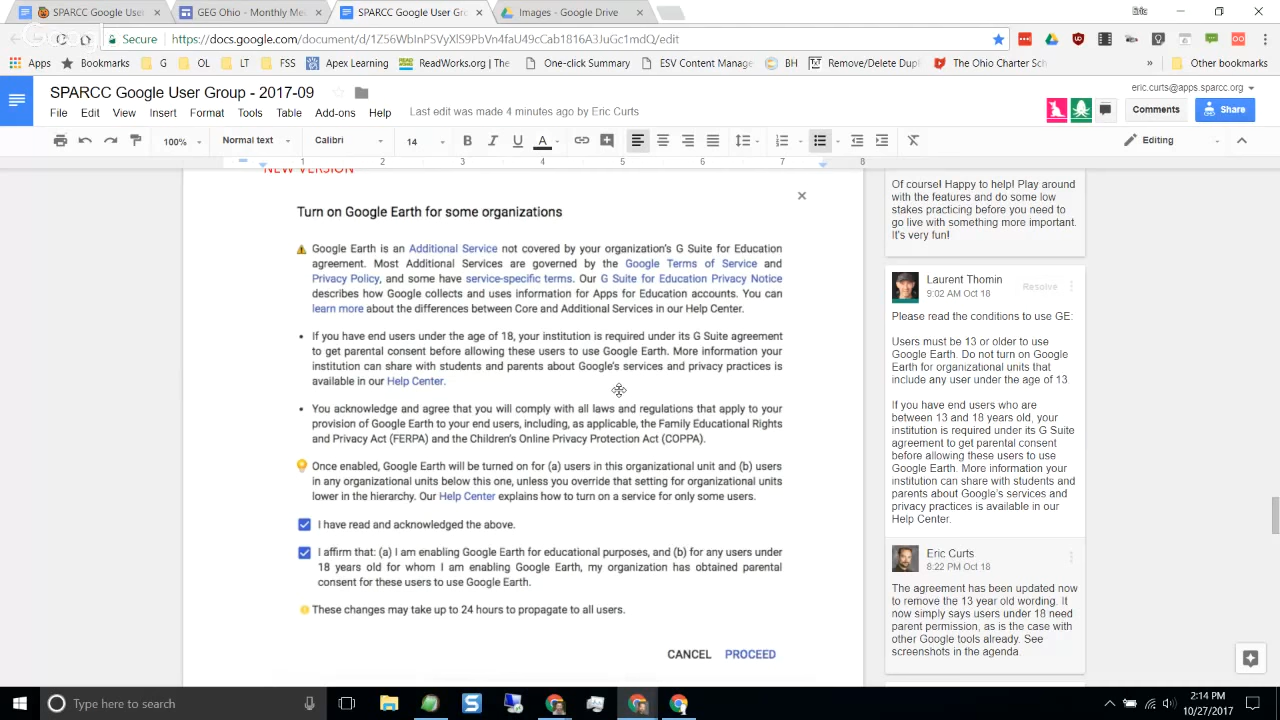 SPARCC Google User
GEG Ohio - Monthly Me
SPARCC Google User Gro
Images - Google Drive
Secure
https://docs.google.com/document/d/1Z56WbInPSVyXlS9PbVn4faU49cCab1816A3JuGc1mdQ/edit
Apps
Bookmarks
G
OL
LT
FSS
Apex Learning
ReadWorks.org | The
One-click Summary
ESV Content Manage
BH
Remove/Delete Dup
The Ohio Charter Sch
»
Other bookmarks
SPARCC Google User Group - 2017-09
eric.curts@apps.sparcc.org
File Edit View Insert Format Tools Table Add-ons Help
Last edit was made 4 minutes ago by Eric Curts
Comments
Share
100%
Normal text
Calibri
14
B I U A
Editing
1 2 3 4 5 6 7 8
NEW VERSION
Turn on Google Earth for some organizations
Google Earth is an Additional Service not covered by your organization's G Suite for Education
agreement. Most Additional Services are governed by the Google Terms of Service and
Privacy Policy, and some have service-specific terms. Our G Suite for Education Privacy Notice
describes how Google collects and uses information for Apps for Education accounts. You can
learn more about the differences between Core and Additional Services in our Help Center.
• If you have end users under the age of 18, your institution is required under its G Suite agreement
to get parental consent before allowing these users to use Google Earth. More information your
institution can share with students and parents about Google's services and privacy practices is
available in our Help Center.
• You acknowledge and agree that you will comply with all laws and regulations that apply to your
provision of Google Earth to your end users, including, as applicable, the Family Educational Rights
and Privacy Act (FERPA) and the Children's Online Privacy Protection Act (COPPA).
Once enabled, Google Earth will be turned on for (a) users in this organizational unit and (b) users
in any organizational units below this one, unless you override that setting for organizational units
lower in the hierarchy. Our Help Center explains how to turn on a service for only some users.
I have read and acknowledged the above.
I affirm that: (a) I am enabling Google Earth for educational purposes, and (b) for any users under
18 years old for whom I am enabling Google Earth, my organization has obtained parental
consent for these users to use Google Earth.
These changes may take up to 24 hours to propagate to all users.
CANCEL PROCEED
Of course! Happy to help! Play around
with the features and do some low
stakes practicing before you need to
go live with something more important.
It's very fun!
Laurent Thomin
9:02 AM Oct 18
Resolve
Please read the conditions to use GE:
Users must be 13 or older to use
Google Earth. Do not turn on Google
Earth for organizational units that
include any user under the age of 13
If you have end users who are
between 13 and 18 years old, your
institution is required under its G Suite
agreement to get parental consent
before allowing these users to use
Google Earth. More information your
institution can share with students and
parents about Google's services and
privacy practices is available in our
Help Center.
Eric Curts
8:22 PM Oct 18
The agreement has been updated now
to remove the 13 year old wording. It
now simply says users under 18 need
parent permission, as is the case with
other Google tools already. See
screenshots in the agenda
Type here to search
2:14 PM
10/27/2017